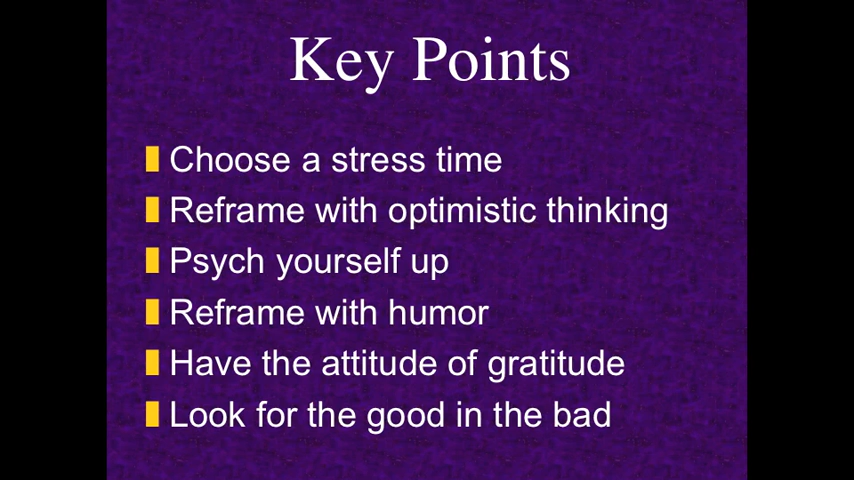 Key Points
Choose a stress time
Reframe with optimistic thinking
Psych yourself up
Reframe with humor
Have the attitude of gratitude
Look for the good in the bad